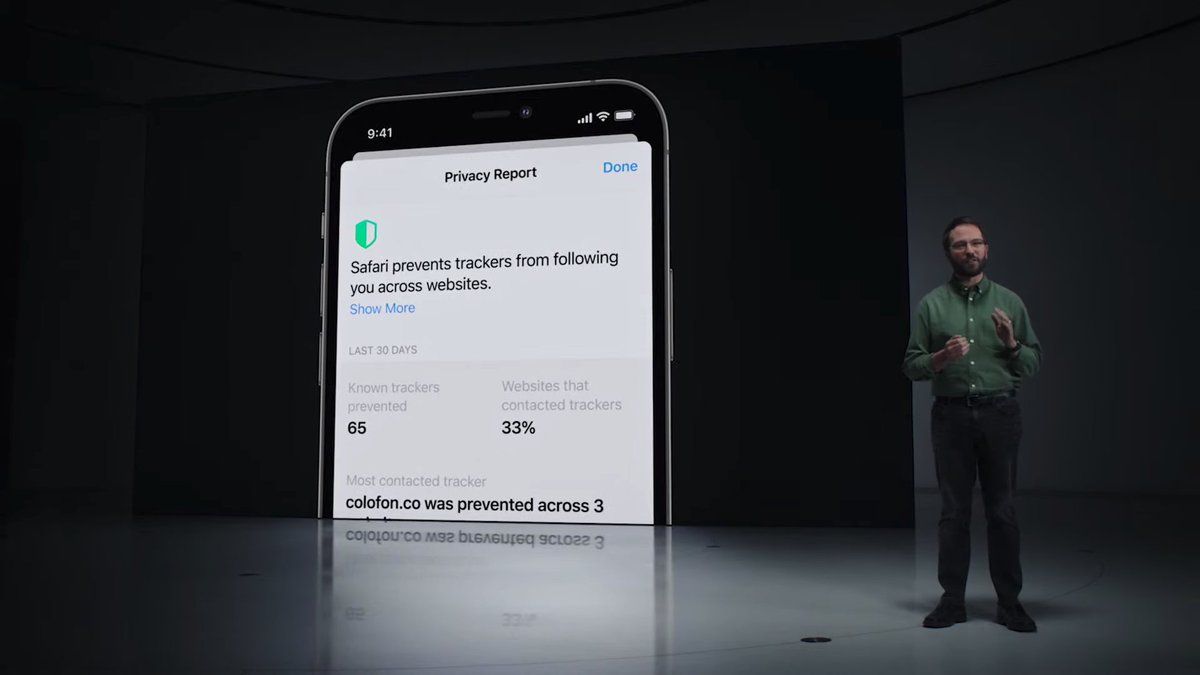 9:41
Privacy Report
Done
Safari prevents trackers from following
you across websites.
Show More
LAST 30 DAYS
Known trackers
prevented
65
Websites that
contacted trackers
33%
Most contacted tracker
colofon.co was prevented across 3